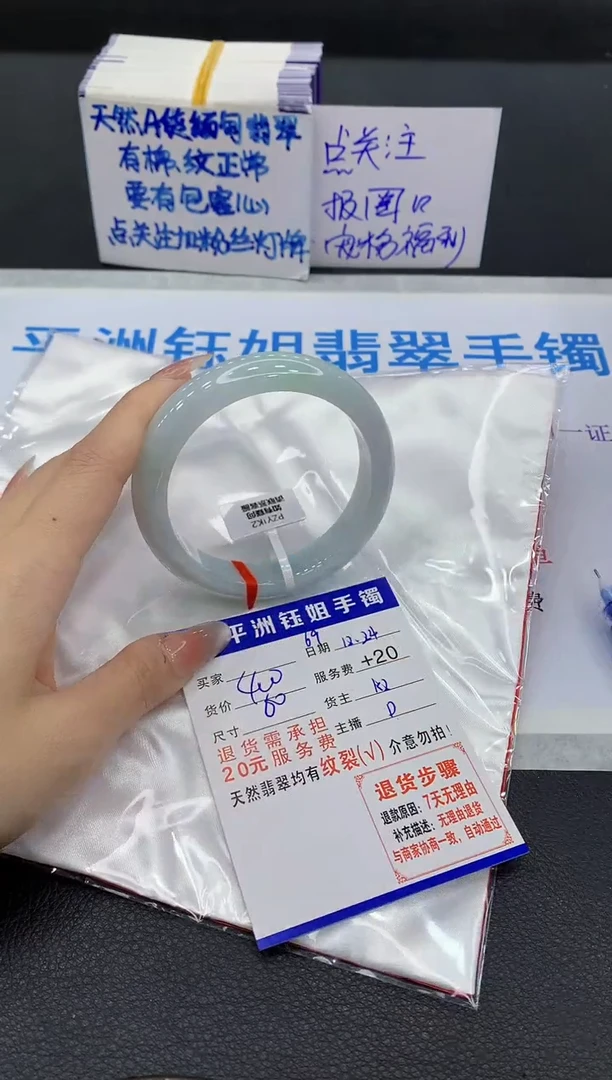 天然A货缅甸翡翠
有棉、纹正常
要有包容心
点关注加粉丝灯牌
点关注
报圈口
平洲钰姐翡翠手镯
一证
PZYJK2
平洲钰姐手镯
69
买家
日期 12.24
货价 400
服务费 +20
尺寸 60
货主 K2
主播 D
退货需承担
20元服务费
天然翡翠均有纹裂(√) 介意勿拍!
退货步骤
退款原因:7天无理由
补充描述:无理由退货
与商家协商一致,自动通过